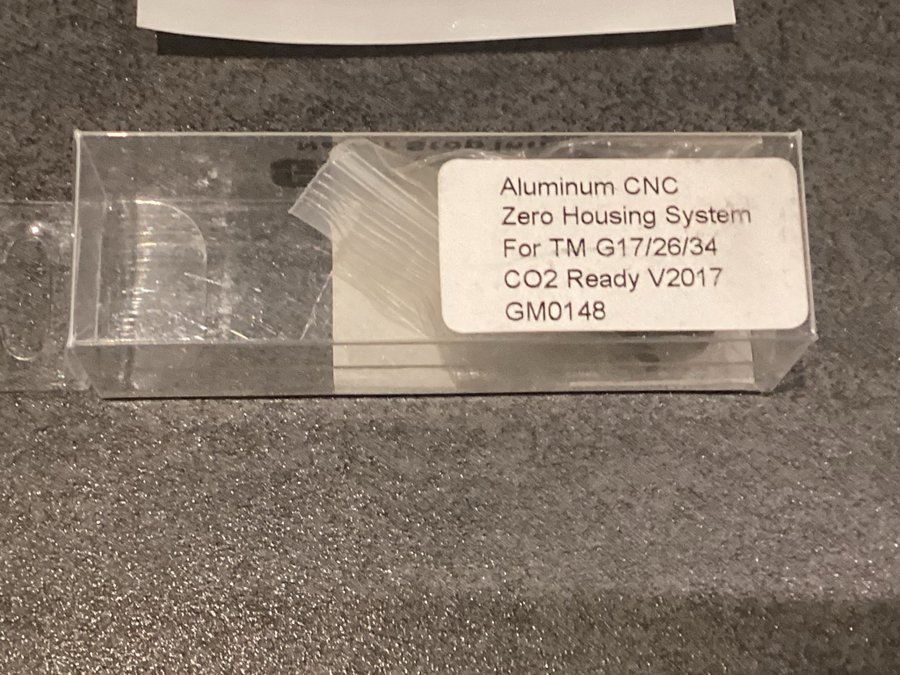 Aluminum CNC
Zero Housing System
For TM G17/26/34
CO2 Ready V2017
GM0148